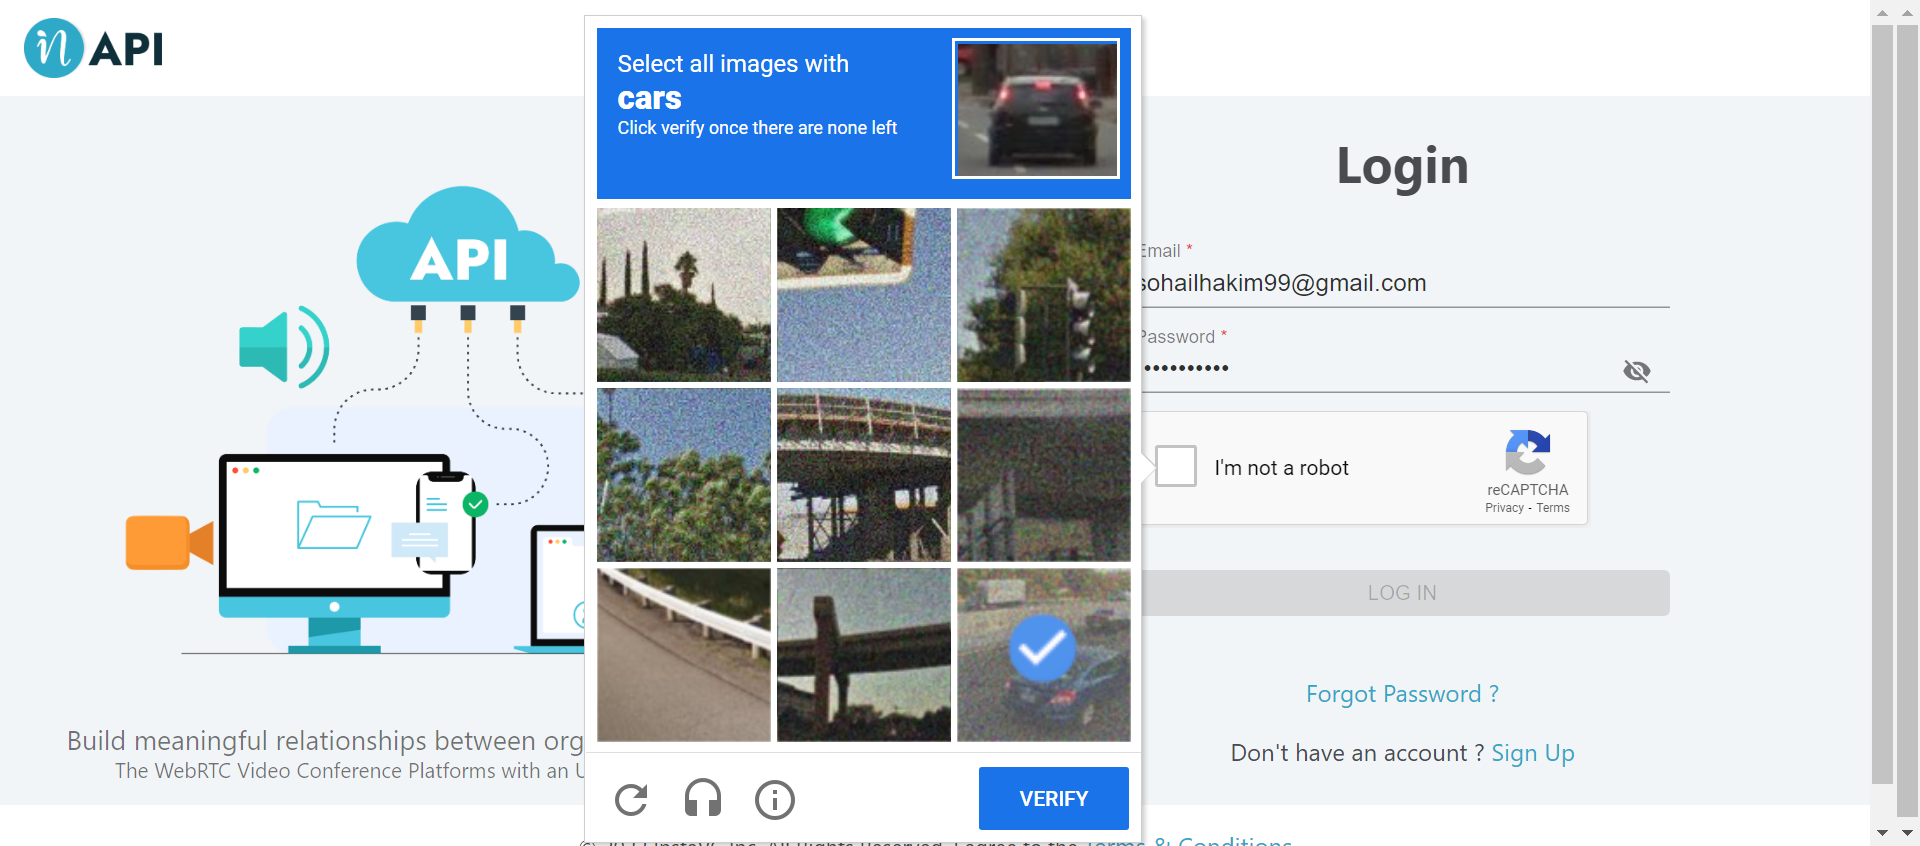 n API
Select all images with
cars
Click verify once there are none left
API
Login
Email *
sohailhakim99@gmail.com
Password *
••••••••••
I'm not a robot
reCAPTCHA
Privacy - Terms
LOG IN
Forgot Password ?
Build meaningful relationships between org
Don't have an account ? Sign Up
The WebRTC Video Conference Platforms with an U
VERIFY
Terms & Conditions